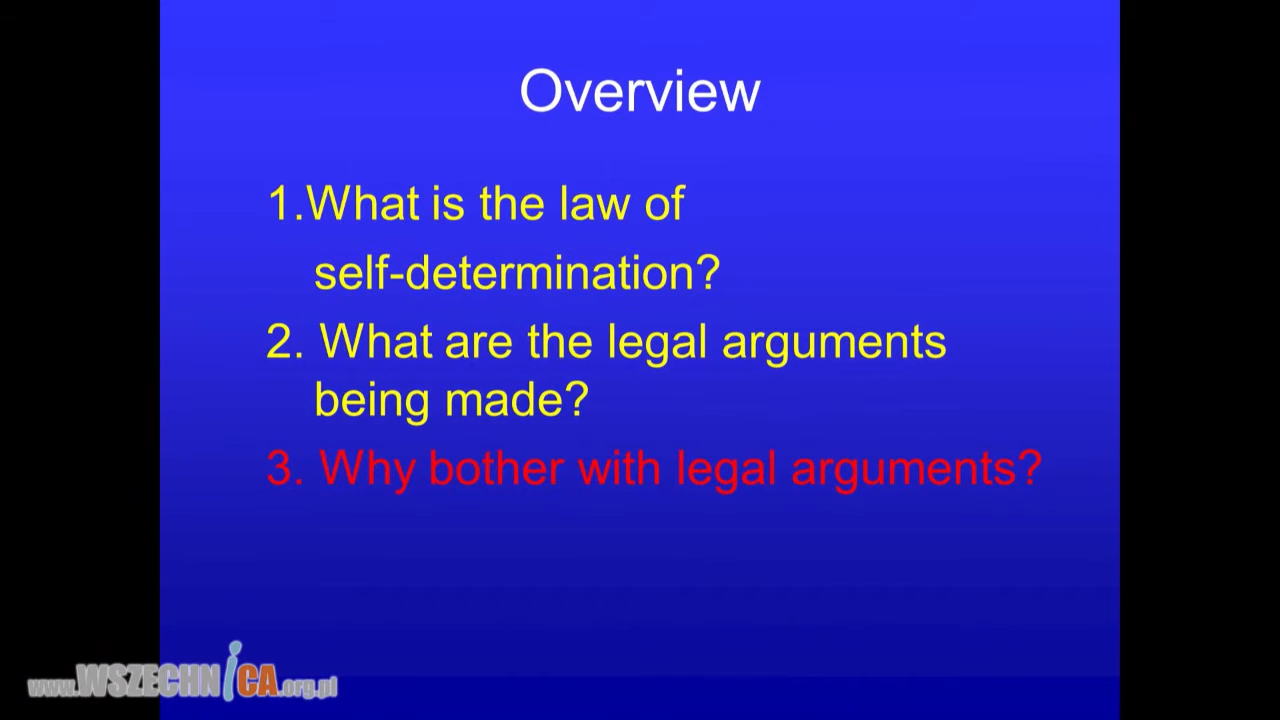 Overview
1.What is the law of
self-determination?
2. What are the legal arguments
being made?
3. Why bother with legal arguments?
www.WSZECHNiCA.org.pl